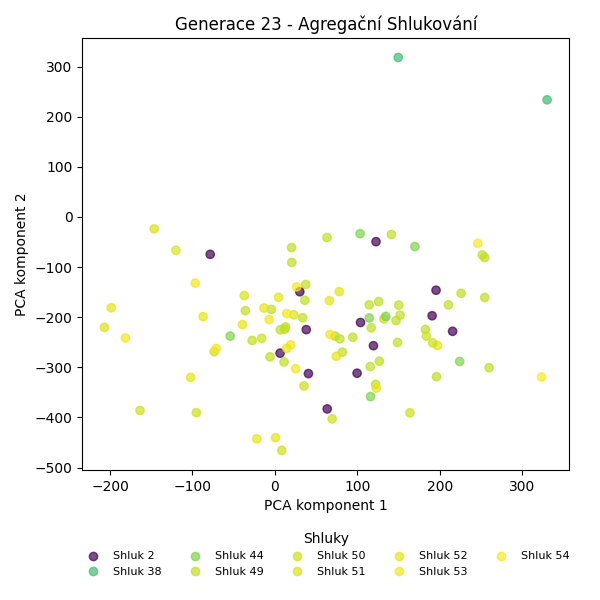 Generace 23 - Agregační Shlukování
PCA komponent 2
300
200
100
0
−100
−200
−300
−400
−500
−200 −100 0 100 200 300
PCA komponent 1
Shluky
Shluk 2 Shluk 44 Shluk 50 Shluk 52 Shluk 54
Shluk 38 Shluk 49 Shluk 51 Shluk 53